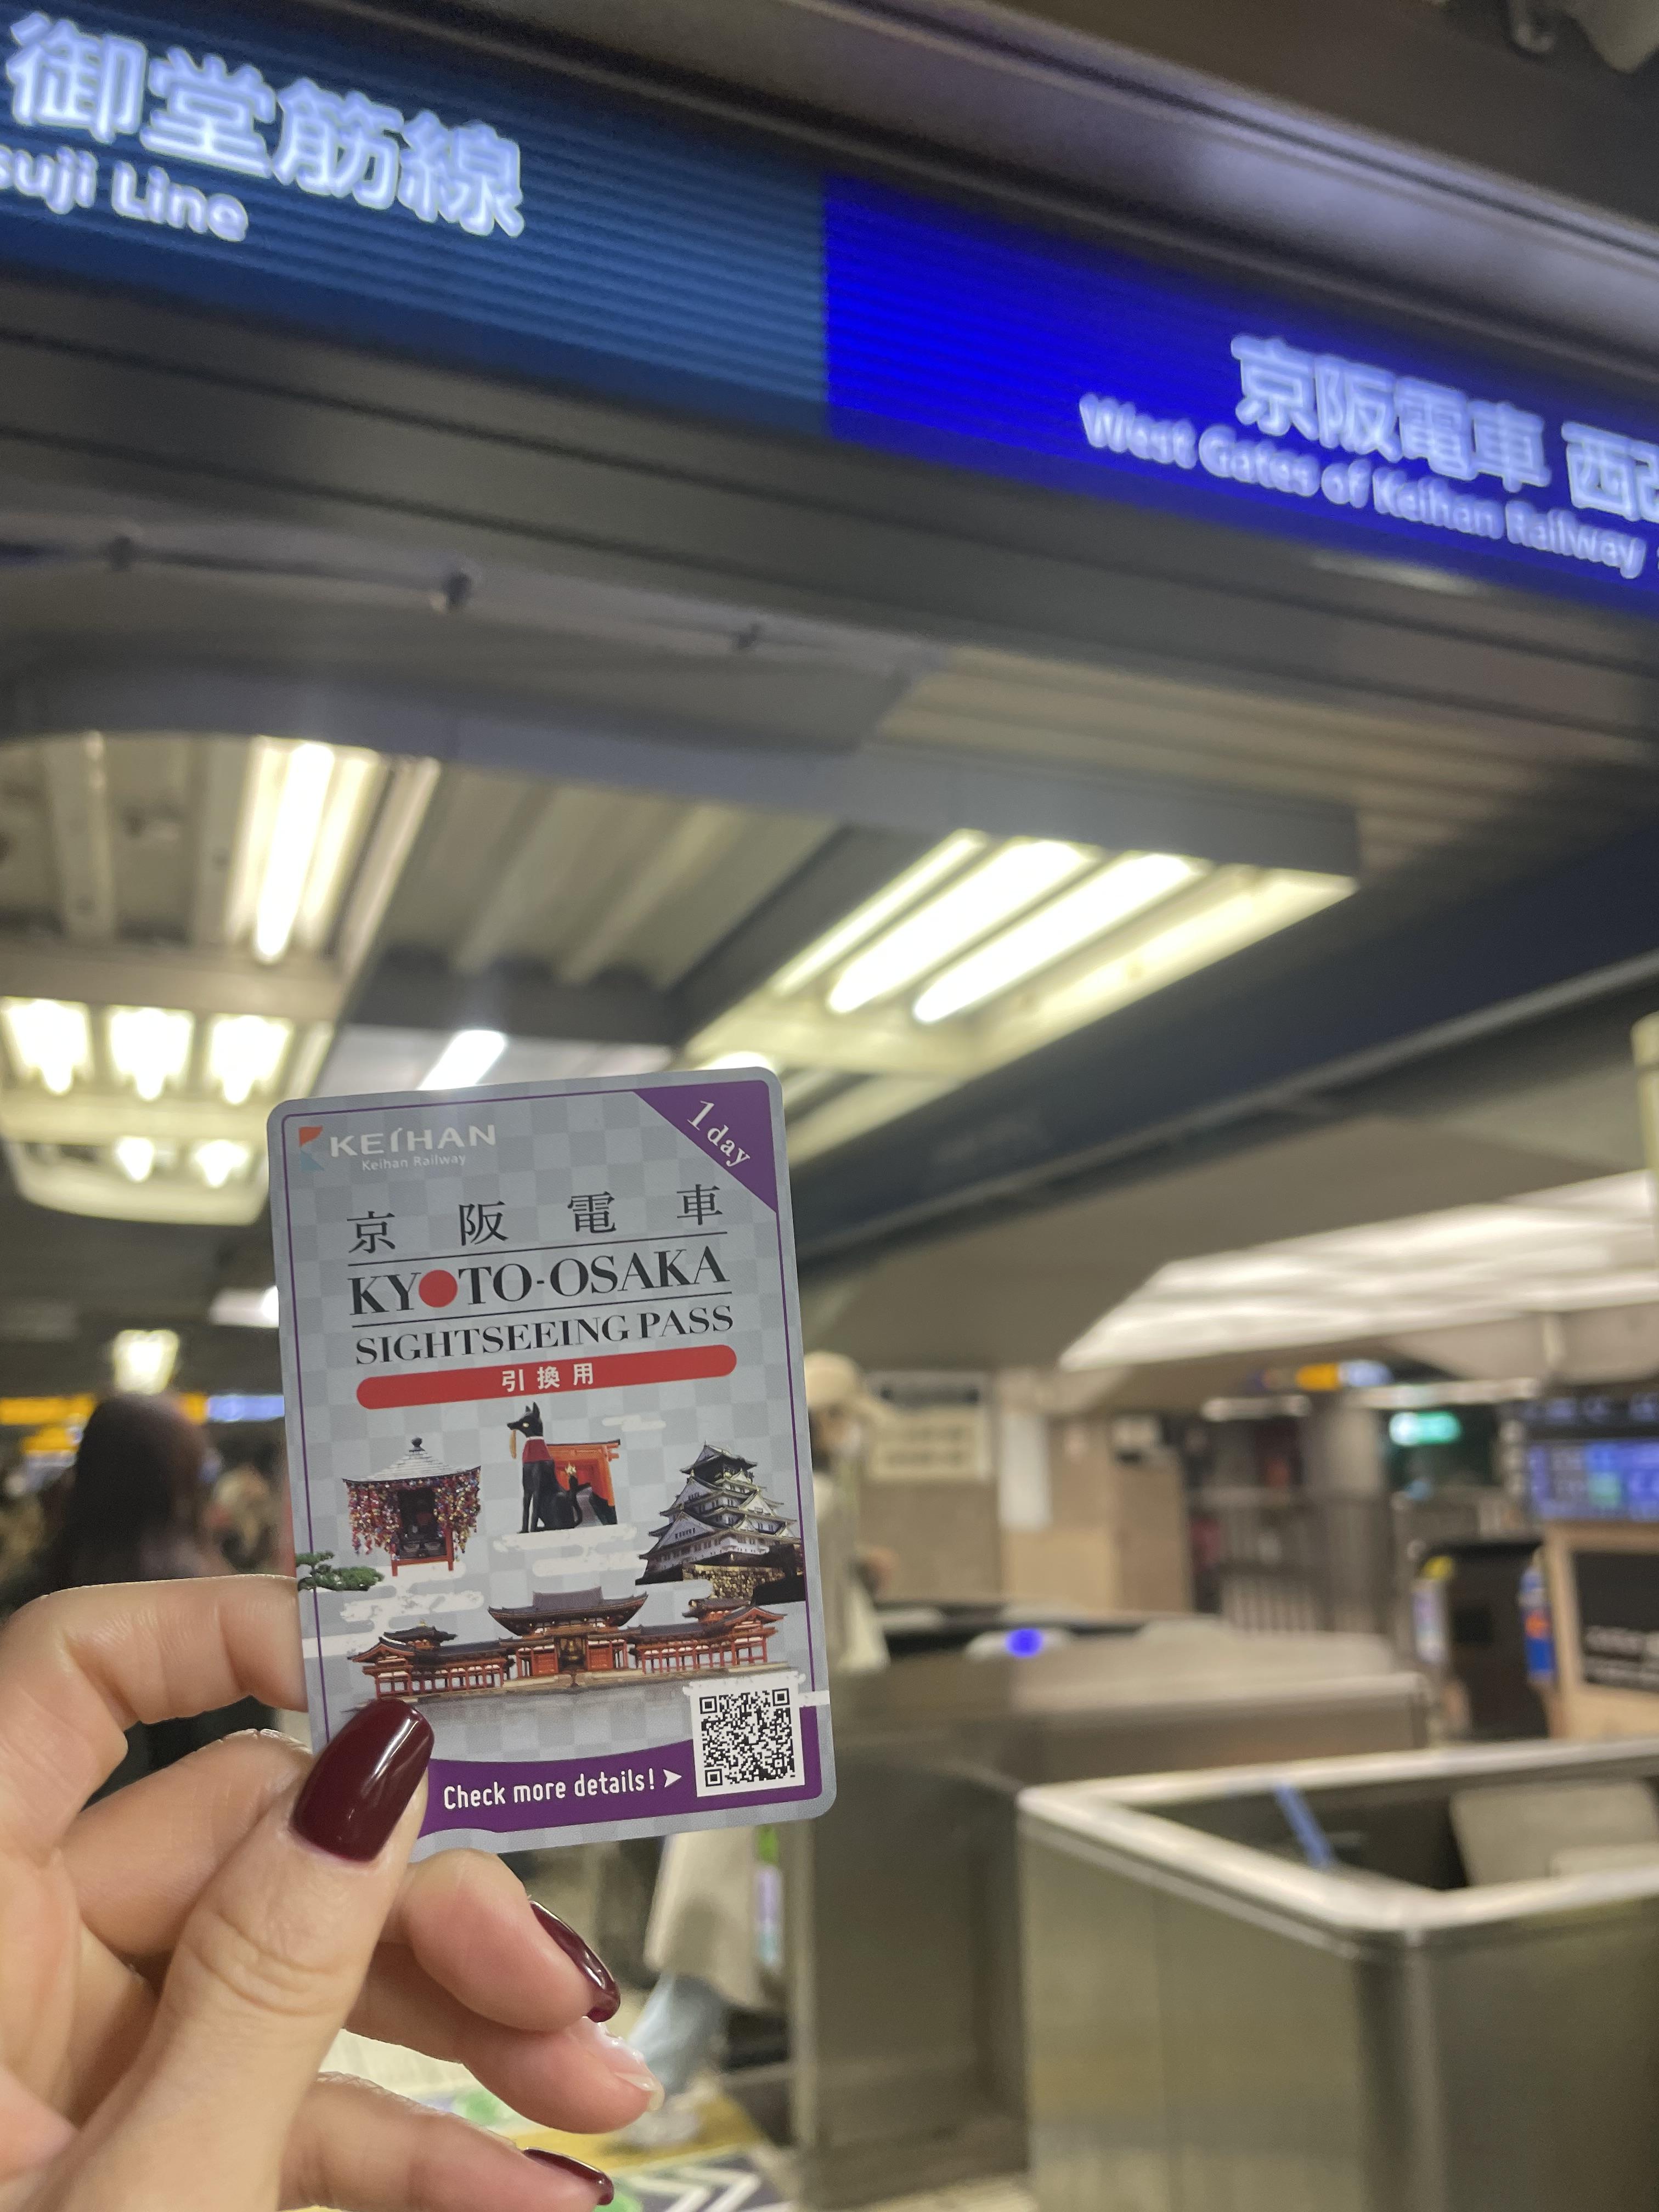 御堂筋線
suji Line
京阪電車 西改
West Gates of Keihan Railway
1 day
KEIHAN
Keihan Railway
京阪電車
KYOTO-OSAKA
SIGHTSEEING PASS
引換用
Check more details!